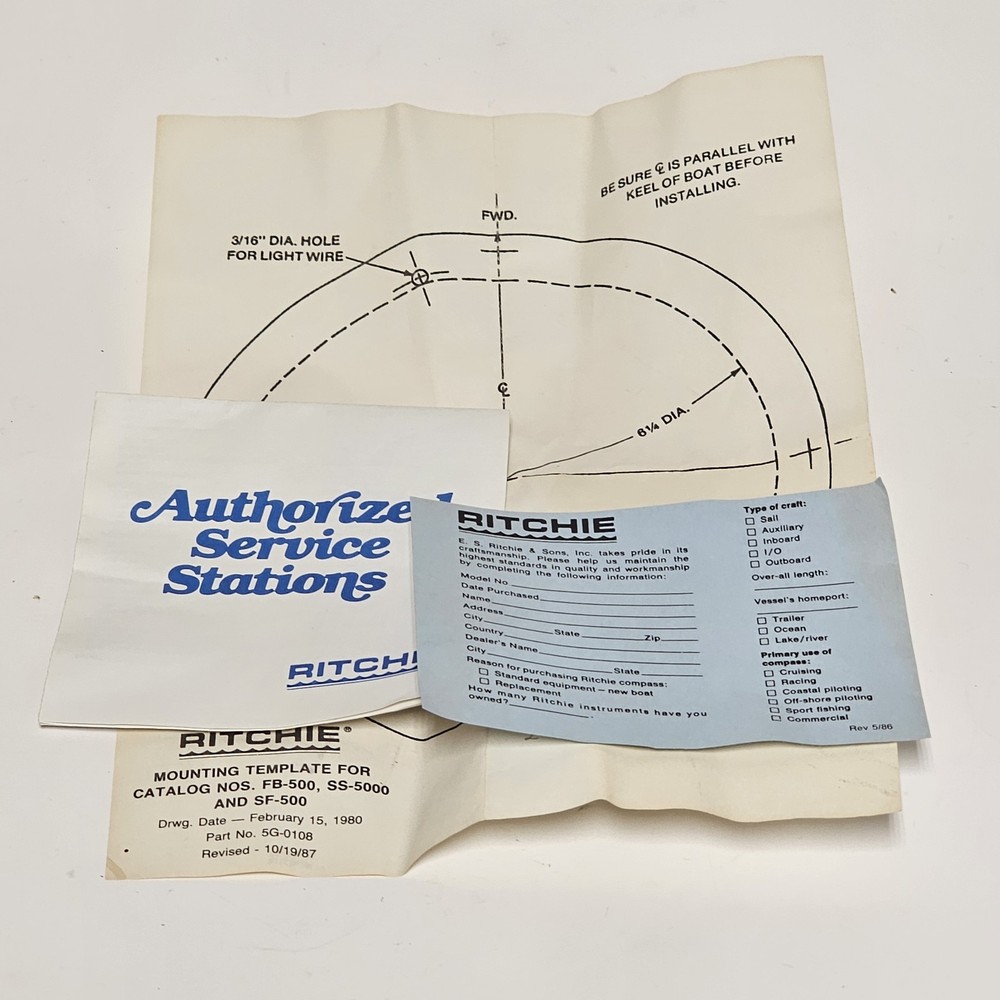 BE SURE ℄ IS PARALLEL WITH
KEEL OF BOAT BEFORE
INSTALLING.
FWD.
3/16" DIA. HOLE
FOR LIGHT WIRE
℄
6¼ DIA.
Authorized
Service
Stations
RITCHI
RITCHIE
E. S. Ritchie & Sons, Inc. takes pride in its
craftsmanship. Please help us maintain the
highest standards in quality and workmanship
by completing the following information:
Model No
Date Purchased
Name
Address
City
Country State Zip
Dealer's Name
City State
Reason for purchasing Ritchie compass:
Standard equipment — new boat
Replacement
How many Ritchie instruments have you
owned? .
Type of craft:
Sail
Auxiliary
Inboard
I/O
Outboard
Over-all length:
Vessel's homeport:
Trailer
Ocean
Lake/river
Primary use of
compass:
Cruising
Racing
Coastal piloting
Off-shore piloting
Sport fishing
Commercial
Rev 5/86
RITCHIE®
MOUNTING TEMPLATE FOR
CATALOG NOS. FB-500, SS-5000
AND SF-500
Drwg. Date — February 15, 1980
Part No. 5G-0108
Revised - 10/19/87